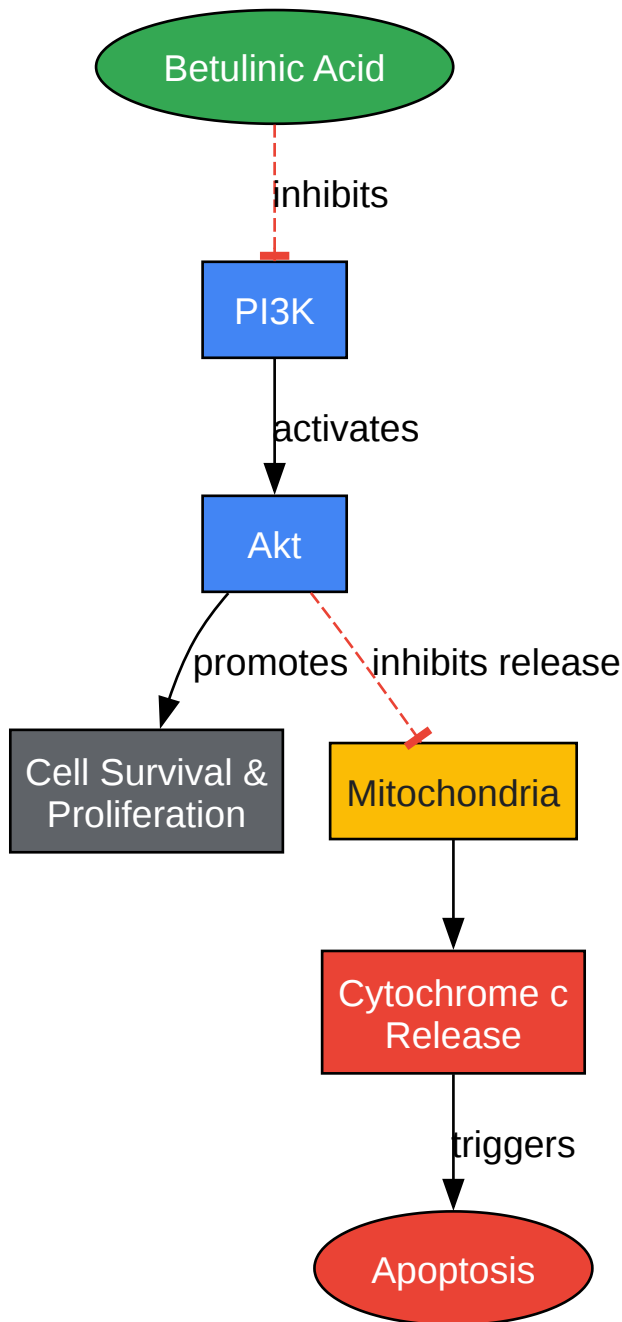 Betulinic Acid
inhibits
PI3K
activates
Akt
promotes
inhibits release
Cell Survival &
Proliferation
Mitochondria
Cytochrome c
Release
triggers
Apoptosis